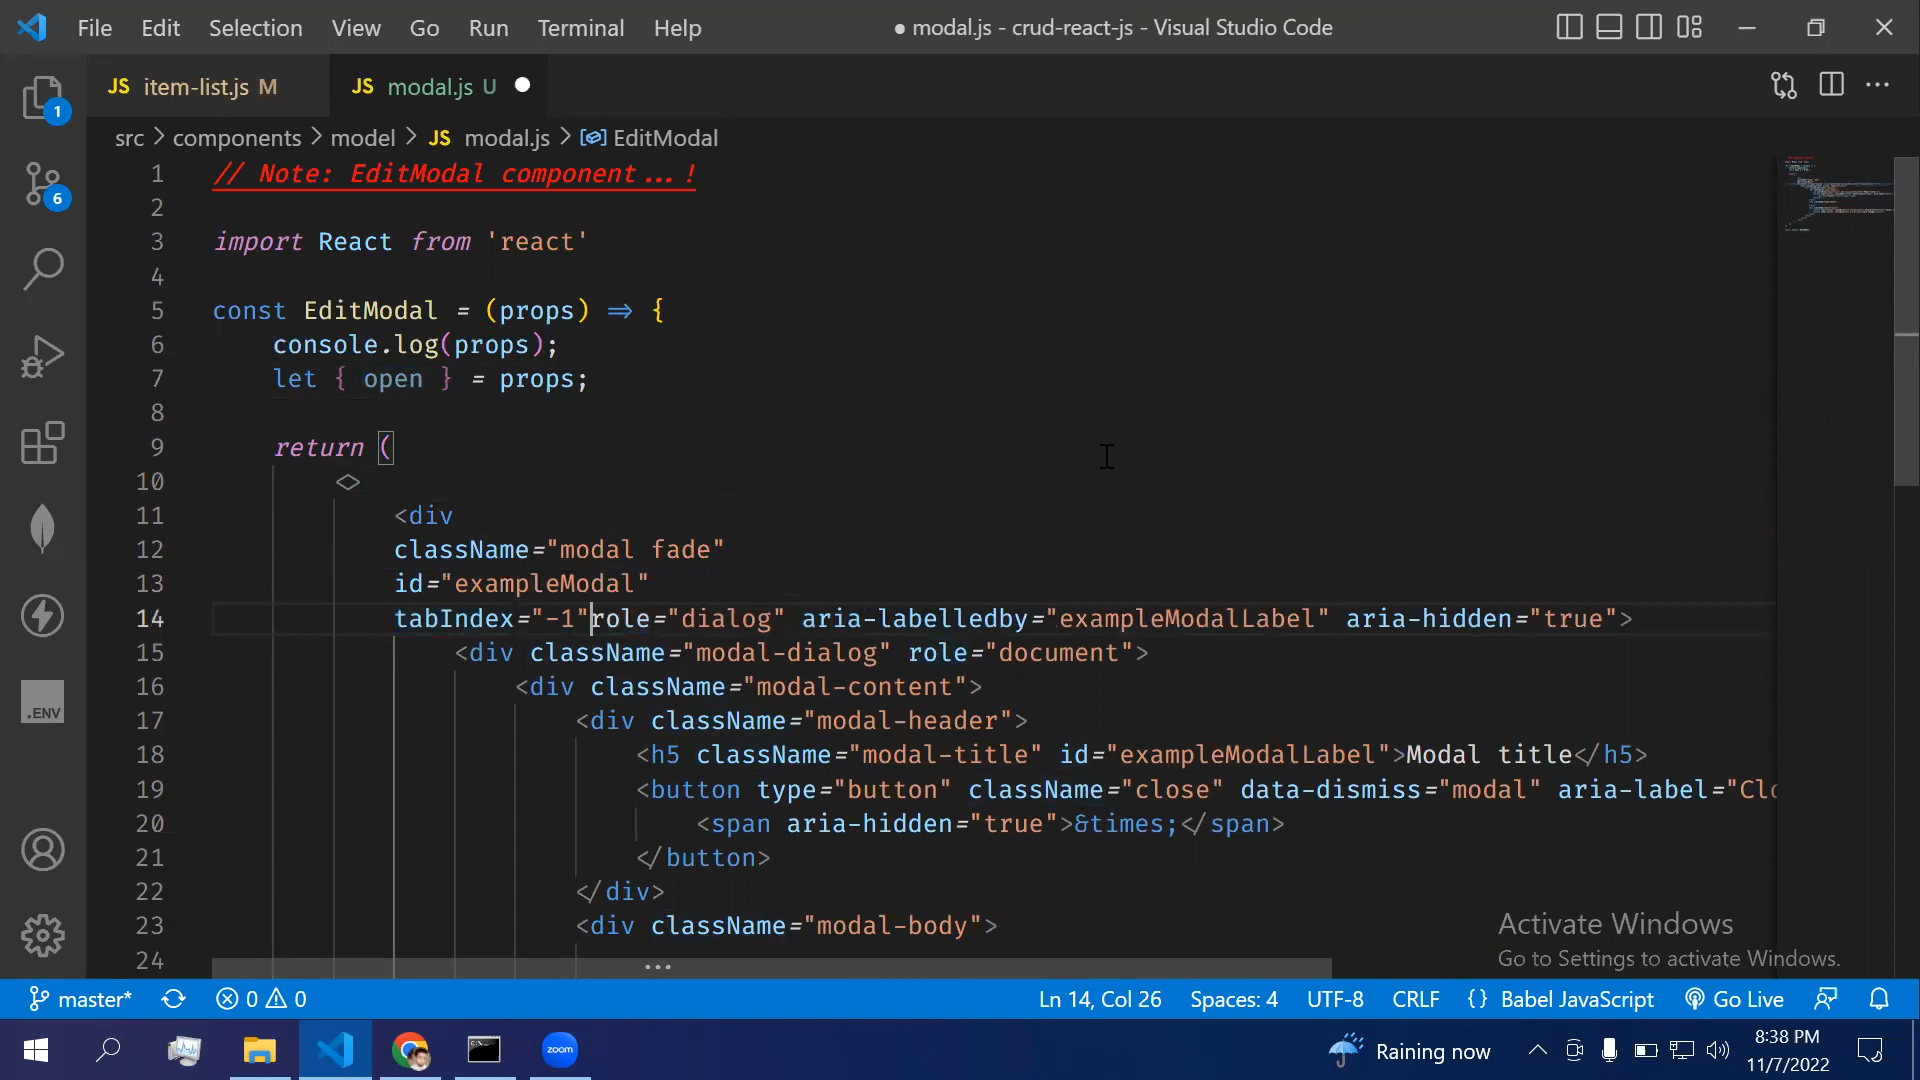 File Edit Selection View Go Run Terminal Help
● modal.js - crud-react-js - Visual Studio Code
JS item-list.js M
JS modal.js U
src > components > model > JS modal.js > EditModal
1 // Note: EditModal component...!
2
3 import React from 'react'
4
5 const EditModal = (props) => {
6 console.log(props);
7 let { open } = props;
8
9 return (
10 <>
11 <div
12 className="modal fade"
13 id="exampleModal"
14 tabIndex="-1"role="dialog" aria-labelledby="exampleModalLabel" aria-hidden="true">
15 <div className="modal-dialog" role="document">
16 <div className="modal-content">
17 <div className="modal-header">
18 <h5 className="modal-title" id="exampleModalLabel">Modal title</h5>
19 <button type="button" className="close" data-dismiss="modal" aria-label="Clo
20 <span aria-hidden="true">&times;</span>
21 </button>
22 </div>
23 <div className="modal-body">
24
1
6
.ENV
Activate Windows
Go to Settings to activate Windows.
master* 0 0
Ln 14, Col 26 Spaces: 4 UTF-8 CRLF {} Babel JavaScript Go Live
zoom
Raining now
8:38 PM
11/7/2022